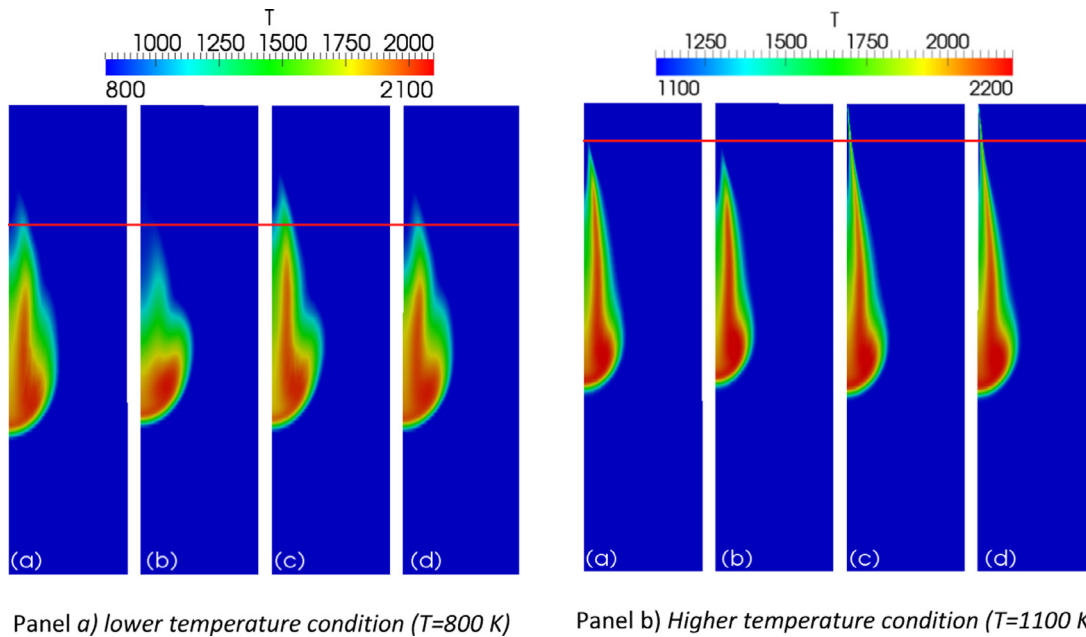 T
1000 1250 1500 1750 2000
800 2100
T
1250 1500 1750 2000
1100 2200
(a) (b) (c) (d)
(a) (b) (c) (d)
Panel a) lower temperature condition (T=800 K)
Panel b) Higher temperature condition (T=1100 K